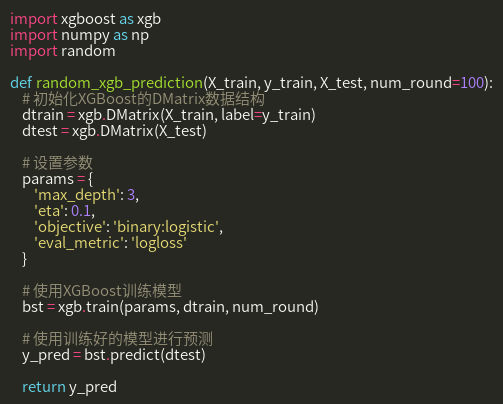 import xgboost as xgb
import numpy as np
import random
def random_xgb_prediction(X_train, y_train, X_test, num_round=100):
# 初始化XGBoost的DMatrix数据结构
dtrain = xgb.DMatrix(X_train, label=y_train)
dtest = xgb.DMatrix(X_test)
# 设置参数
params = {
'max_depth': 3,
'eta': 0.1,
'objective': 'binary:logistic',
'eval_metric': 'logloss'
}
# 使用XGBoost训练模型
bst = xgb.train(params, dtrain, num_round)
# 使用训练好的模型进行预测
y_pred = bst.predict(dtest)
return y_pred